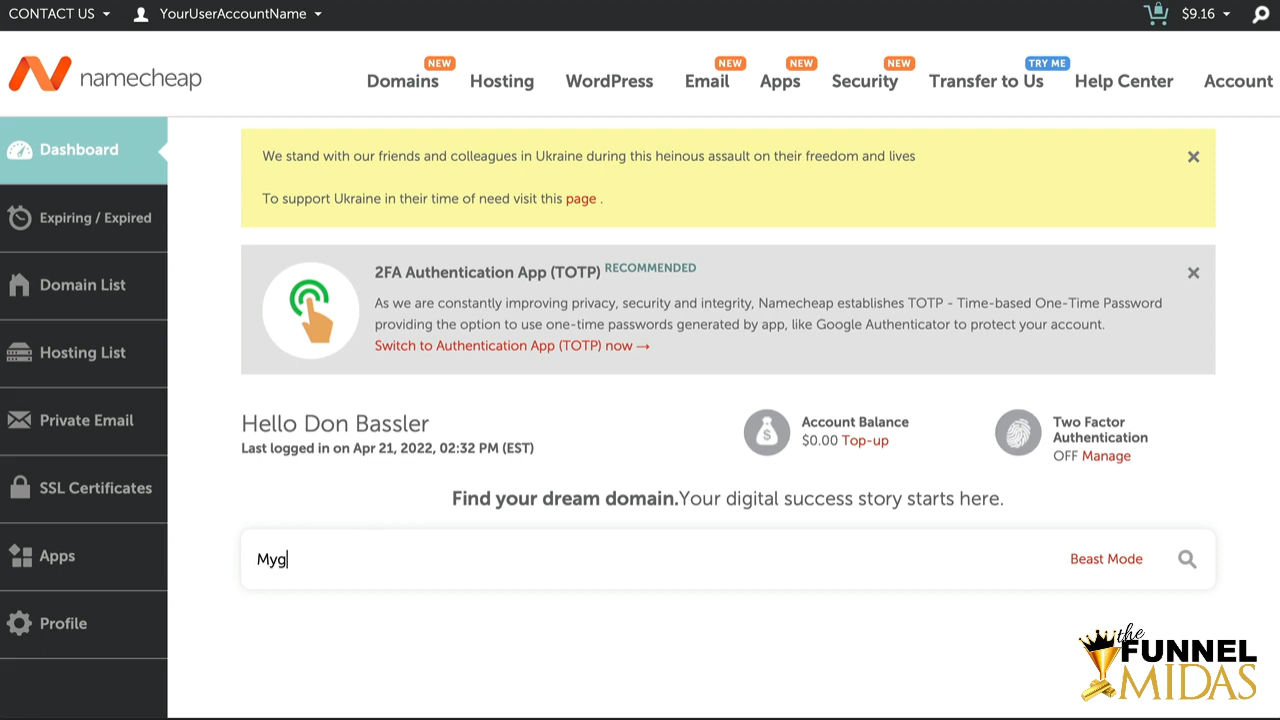 CONTACT US
YourUserAccountName
$9.16
namecheap
Domains
NEW
Hosting
WordPress
Email
NEW
Apps
NEW
Security
NEW
Transfer to Us
TRY ME
Help Center
Account
Dashboard
Expiring / Expired
Domain List
Hosting List
Private Email
SSL Certificates
Apps
Profile
We stand with our friends and colleagues in Ukraine during this heinous assault on their freedom and lives
To support Ukraine in their time of need visit this page .
2FA Authentication App (TOTP) RECOMMENDED
As we are constantly improving privacy, security and integrity, Namecheap establishes TOTP - Time-based One-Time Password
providing the option to use one-time passwords generated by app, like Google Authenticator to protect your account.
Switch to Authentication App (TOTP) now →
Hello Don Bassler
Last logged in on Apr 21, 2022, 02:32 PM (EST)
Account Balance
$0.00 Top-up
Two Factor
Authentication
OFF Manage
Find your dream domain.Your digital success story starts here.
Myg
Beast Mode
the
FUNNEL
MIDAS